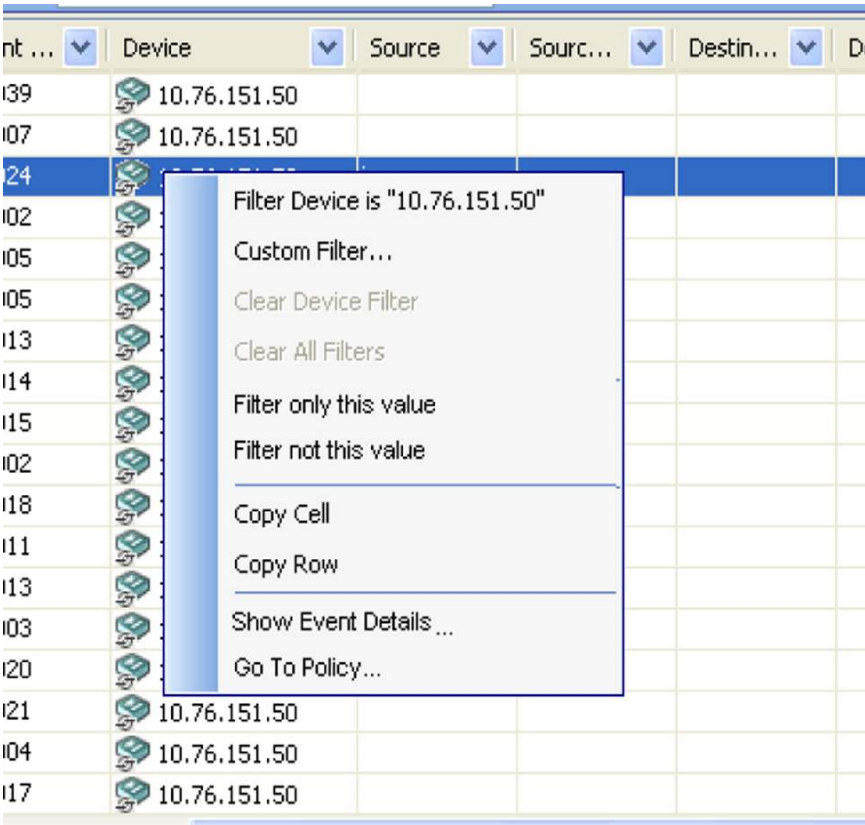 nt ... Device Source Sourc... Destin... D
39 10.76.151.50
07 10.76.151.50
24
Filter Device is "10.76.151.50"
02
Custom Filter...
05
05 Clear Device Filter
13 Clear All Filters
14
Filter only this value
15
Filter not this value
02
18 Copy Cell
11
Copy Row
13
03 Show Event Details...
20 Go To Policy...
21 10.76.151.50
04 10.76.151.50
17 10.76.151.50